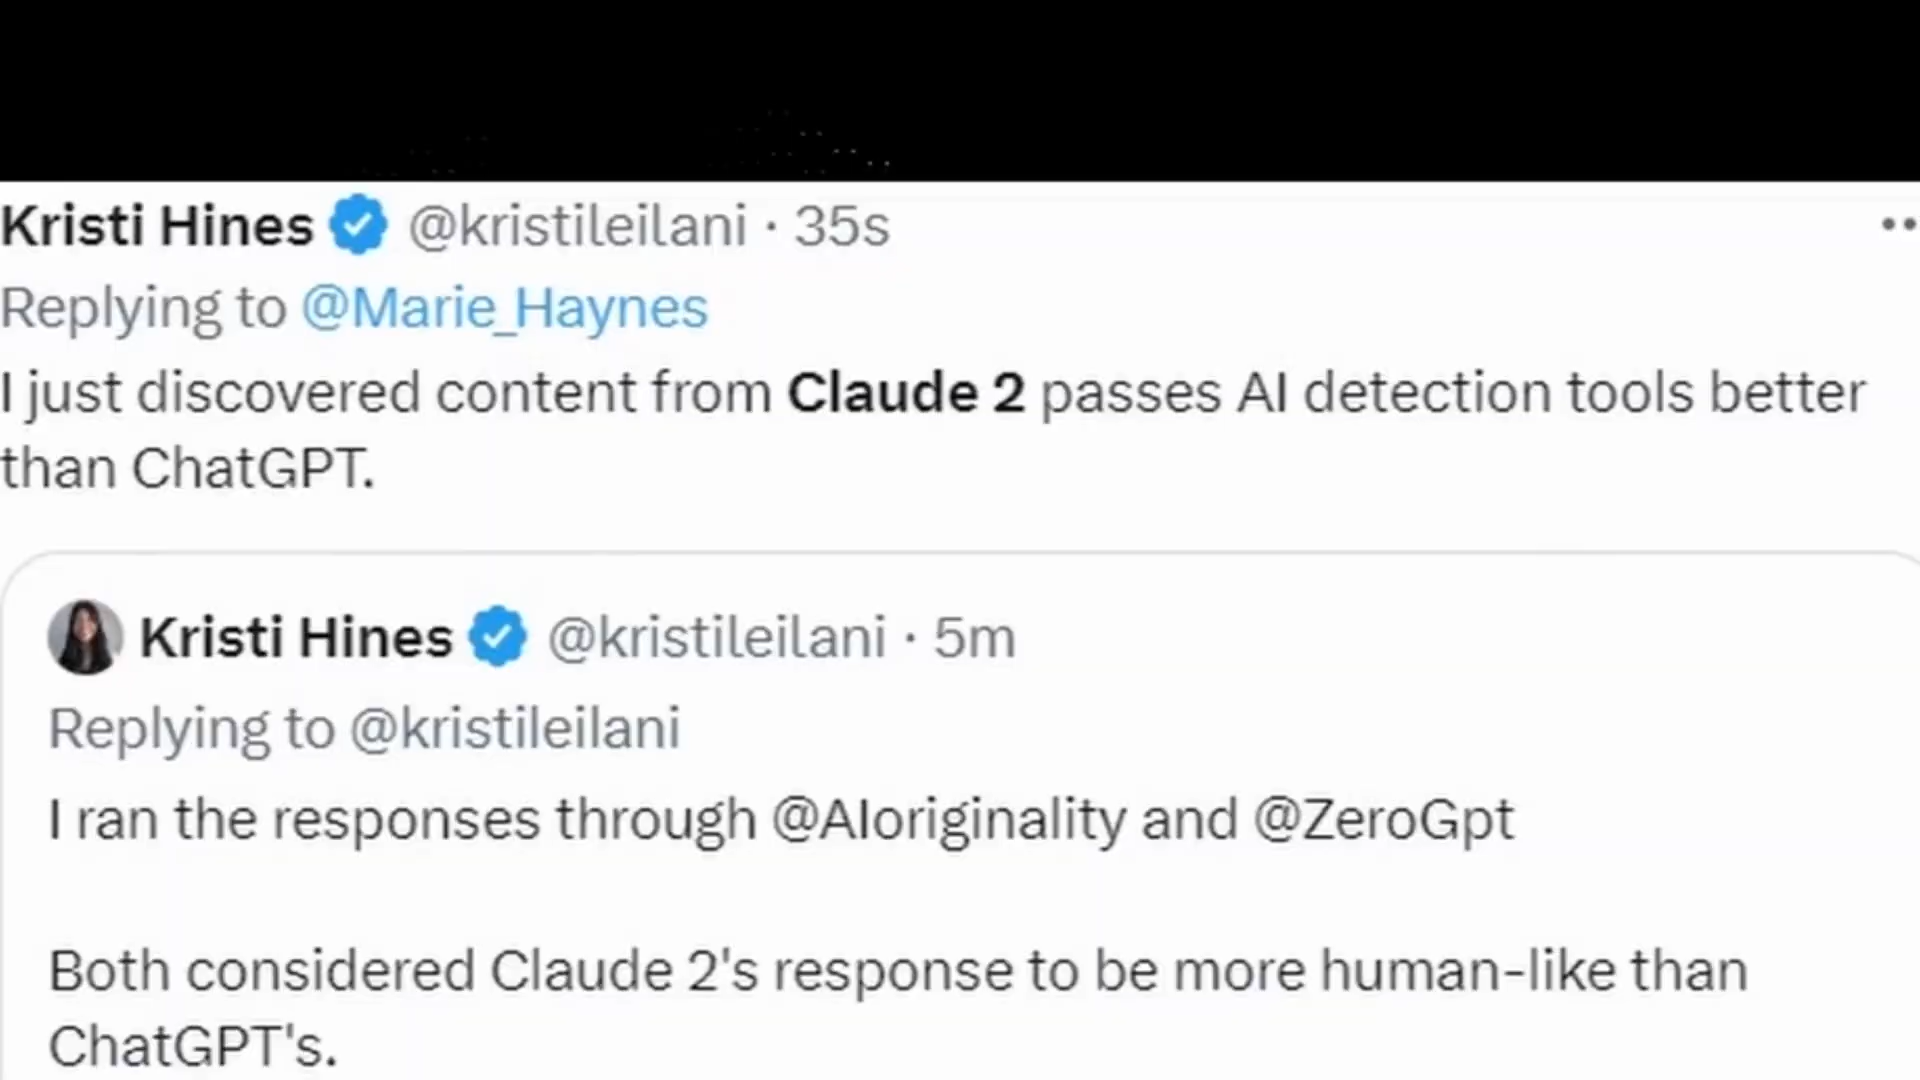 Kristi Hines @kristileilani · 35s
Replying to @Marie_Haynes
I just discovered content from Claude 2 passes AI detection tools better
than ChatGPT.
Kristi Hines @kristileilani · 5m
Replying to @kristileilani
I ran the responses through @AIoriginality and @ZeroGpt
Both considered Claude 2's response to be more human-like than
ChatGPT's.